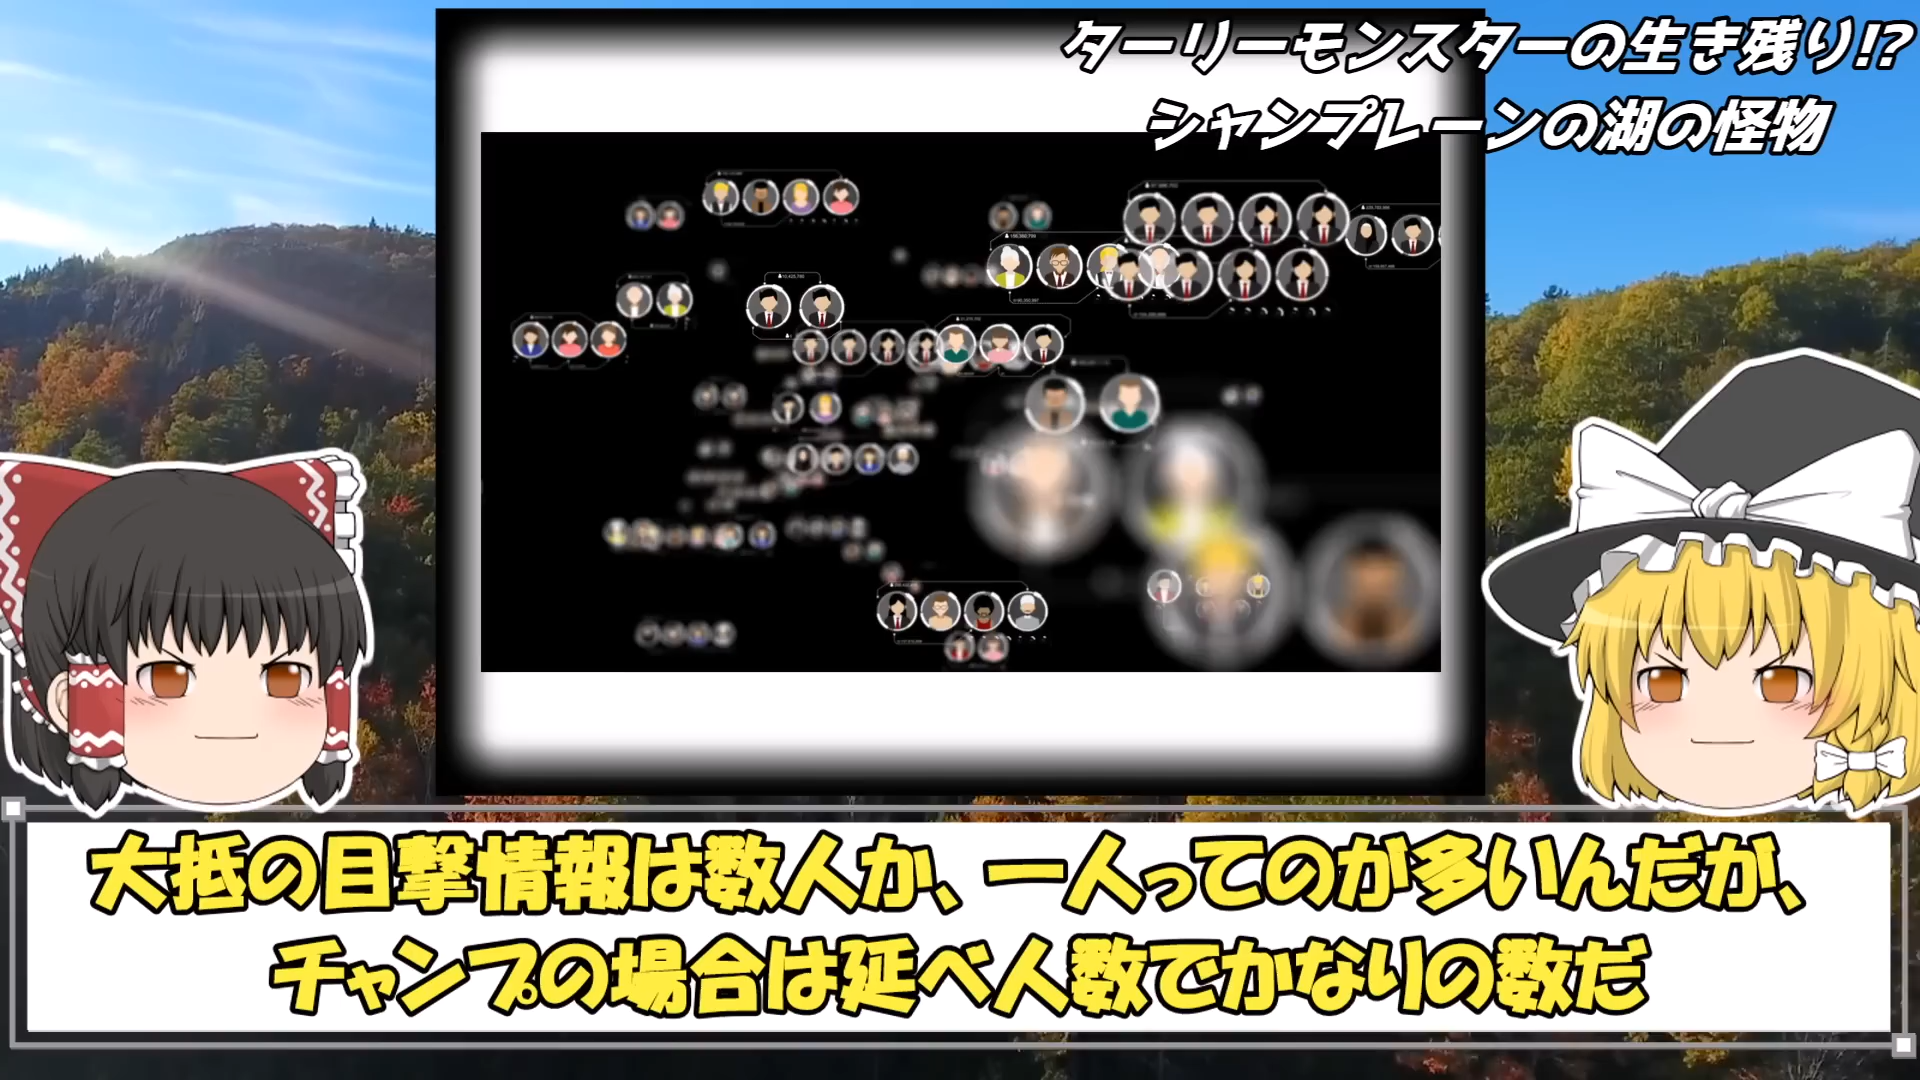 ターリーモンスターの生き残り!?
シャンプレーンの湖の怪物
大抵の目撃情報は数人か、一人ってのが多いんだが、
チャンプの場合は延べ人数でかなりの数だ